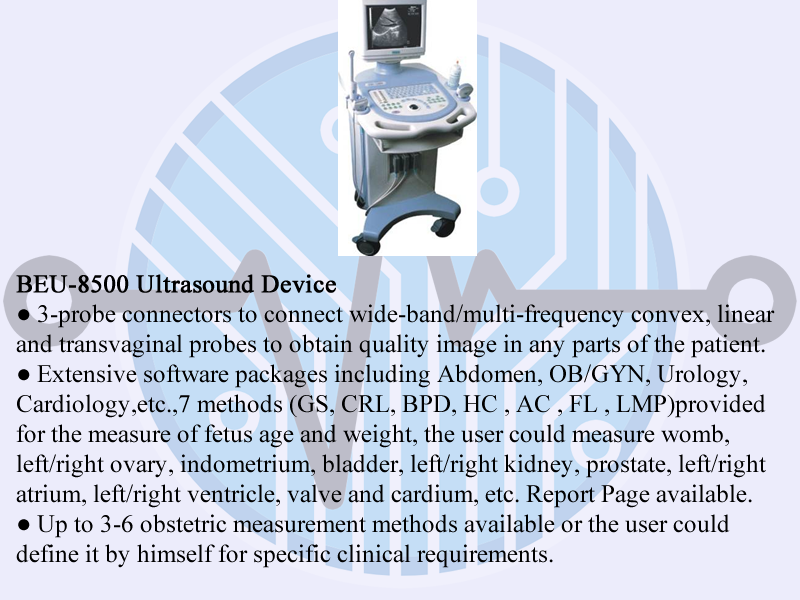 BEU-8500 Ultrasound Device
● 3-probe connectors to connect wide-band/multi-frequency convex, linear
and transvaginal probes to obtain quality image in any parts of the patient.
● Extensive software packages including Abdomen, OB/GYN, Urology,
Cardiology,etc.,7 methods (GS, CRL, BPD, HC , AC , FL , LMP)provided
for the measure of fetus age and weight, the user could measure womb,
left/right ovary, indometrium, bladder, left/right kidney, prostate, left/right
atrium, left/right ventricle, valve and cardium, etc. Report Page available.
● Up to 3-6 obstetric measurement methods available or the user could
define it by himself for specific clinical requirements.